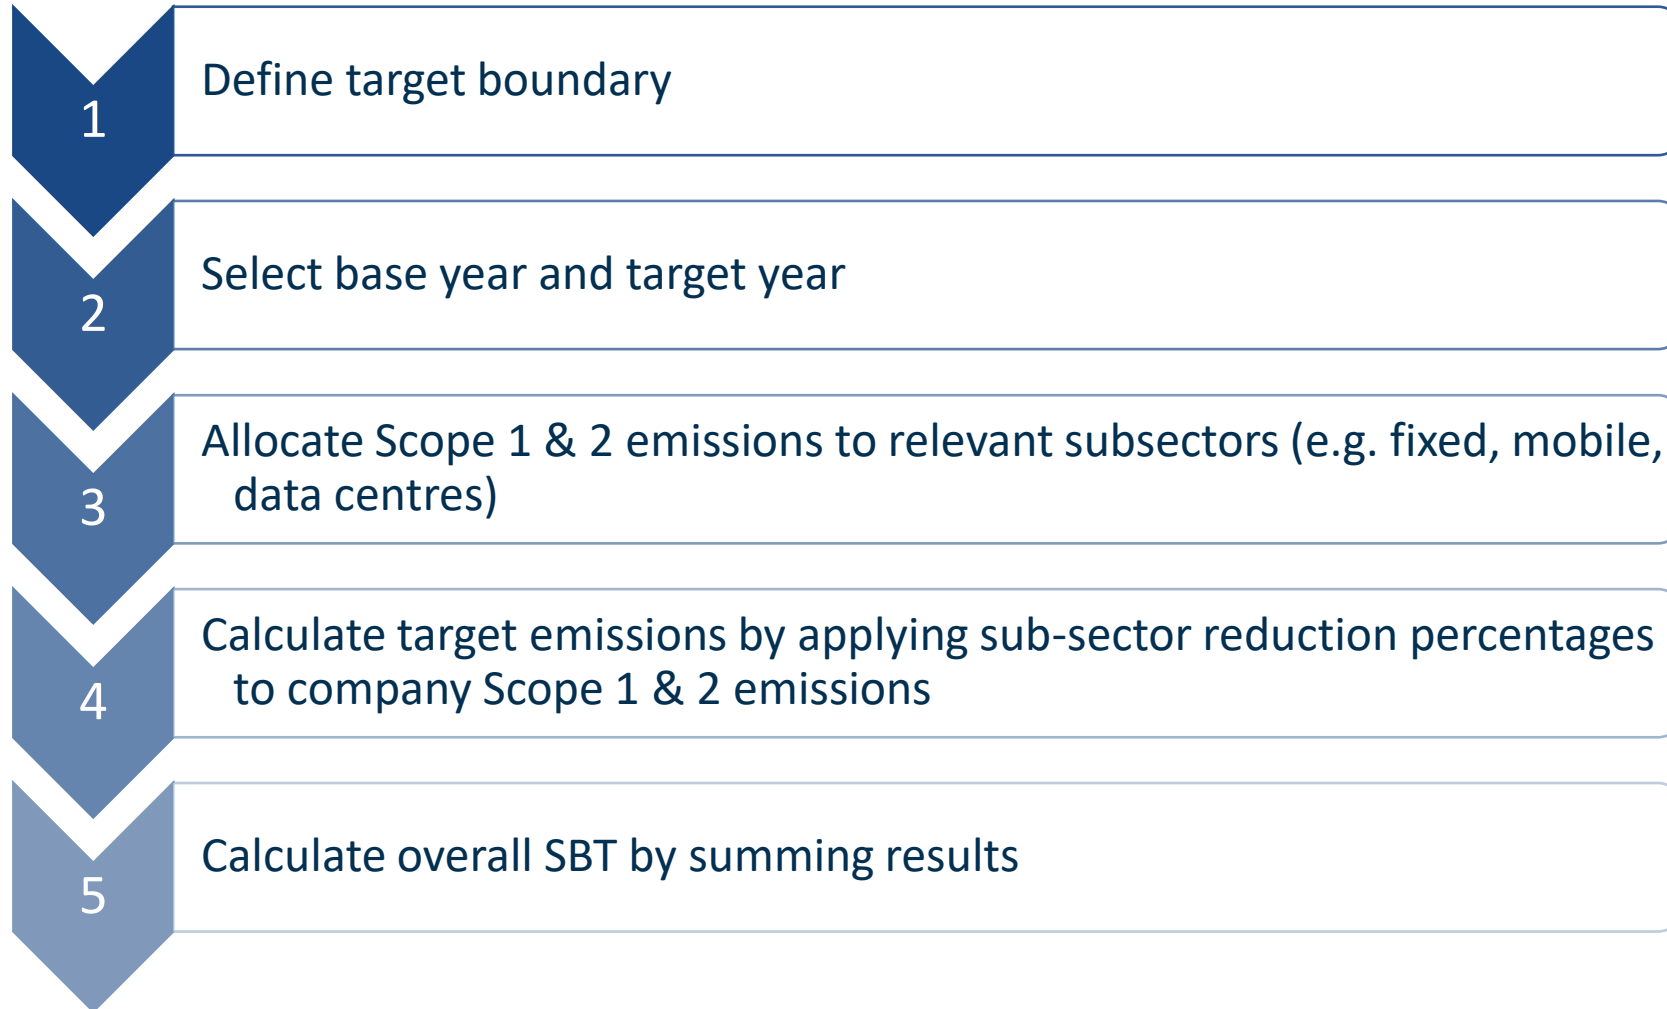 1
Define target boundary
2
Select base year and target year
3
Allocate Scope 1 & 2 emissions to relevant subsectors (e.g. fixed, mobile,
data centres)
4
Calculate target emissions by applying sub-sector reduction percentages
to company Scope 1 & 2 emissions
5
Calculate overall SBT by summing results